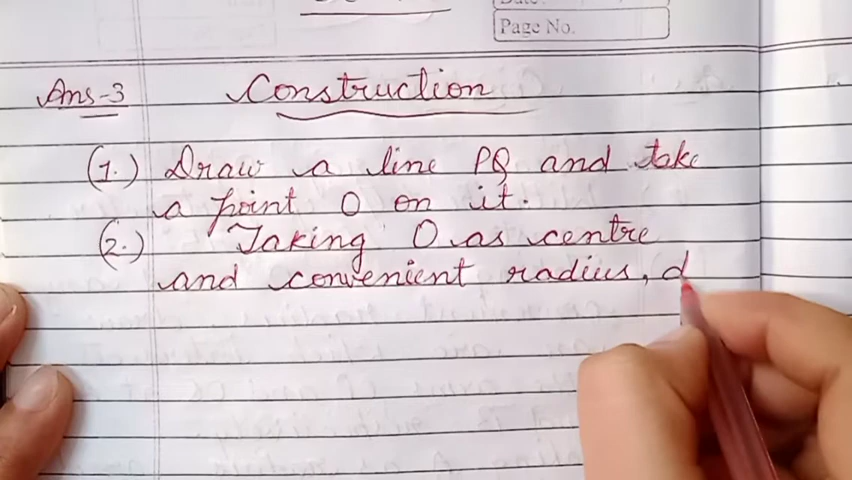 Page No.
Ans-3 Construction
(1.) Draw a line PQ and take
a point O on it.
(2.) Taking O as centre
and convenient radius, d